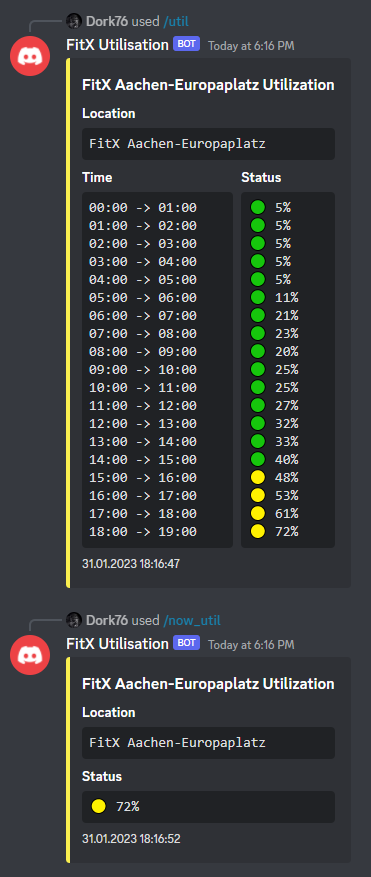 Dork76 used /util
FitX Utilisation BOT Today at 6:16 PM
FitX Aachen-Europaplatz Utilization
Location
FitX Aachen-Europaplatz
Time Status
00:00 -> 01:00 5%
01:00 -> 02:00 5%
02:00 -> 03:00 5%
03:00 -> 04:00 5%
04:00 -> 05:00 5%
05:00 -> 06:00 11%
06:00 -> 07:00 21%
07:00 -> 08:00 23%
08:00 -> 09:00 20%
09:00 -> 10:00 25%
10:00 -> 11:00 25%
11:00 -> 12:00 27%
12:00 -> 13:00 32%
13:00 -> 14:00 33%
14:00 -> 15:00 40%
15:00 -> 16:00 48%
16:00 -> 17:00 53%
17:00 -> 18:00 61%
18:00 -> 19:00 72%
31.01.2023 18:16:47
Dork76 used /now_util
FitX Utilisation BOT Today at 6:16 PM
FitX Aachen-Europaplatz Utilization
Location
FitX Aachen-Europaplatz
Status
72%
31.01.2023 18:16:52